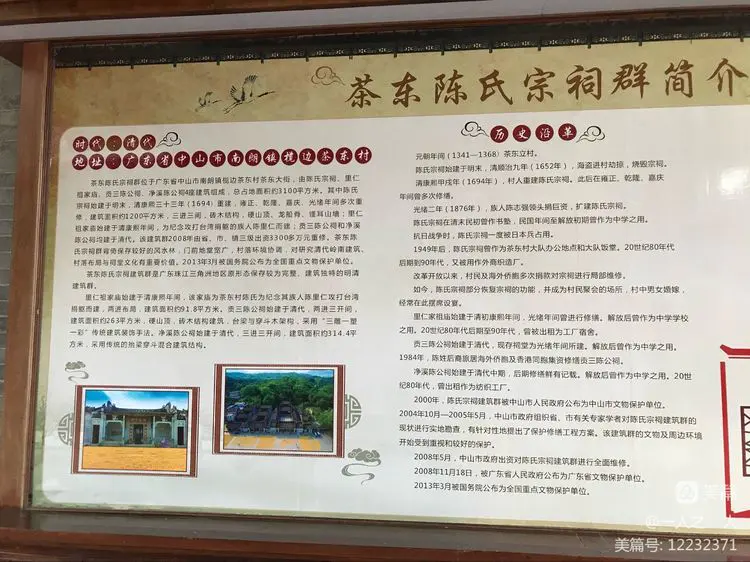 茶东陈氏宗祠群简介
时代：清代
地址：广东省中山市南朗镇榄边茶东村
茶东陈氏宗祠群位于广东省中山市南朗镇榄边茶东村茶东大街，由陈氏宗祠、里仁
祖家庙、贡三陈公祠、净溪陈公祠4座建筑组成，总占地面积约3100平方米。其中陈氏
宗祠始建于明末，清康熙三十三年（1694）重建，雍正、乾隆、嘉庆、光绪年间多次重
修，建筑面积约1200平方米，三进三间，砖木结构，硬山顶、龙船脊、镬耳山墙；里仁
祖家庙始建于清康熙年间，为纪念攻打台湾捐躯的族人陈里仁而建；贡三陈公祠和净溪
陈公祠均建于清代。该建筑群2008年由省、市、镇三级出资3300多万元重修。茶东陈
氏宗祠群背倚保存较好的风水林，门前地堂宽广，村落环境协调，对研究清代岭南建筑、
村落布局与祠堂文化有重要价值。2013年3月被国务院公布为全国重点文物保护单位。
茶东陈氏宗祠建筑群是广东珠江三角洲地区原形态保存较为完整、建筑独特的明清
建筑群。
里仁祖家庙始建于清康熙年间，该家庙为茶东村陈氏为纪念其族人陈里仁攻打台湾
捐躯而建，两进布局，建筑面积约91.8平方米。贡三陈公祠始建于清代，两进三开间，
建筑面积约263平方米，硬山顶，砖木结构建筑，台梁与穿斗木架构，采用“三雕一塑
一彩”传统建筑装饰手法。净溪陈公祠始建于清代，三进三开间，建筑面积约314.4平
方米，采用传统的抬梁穿斗混合建筑结构。
历史沿革
元朝年间（1341—1368）茶东立村。
陈氏宗祠始建于明末，清顺治九年（1652年），海盗进村劫掠，烧毁宗祠。
清康熙甲戌年（1694年），村人重建陈氏宗祠。此后在雍正、乾隆、嘉庆
年间曾多次修缮。
光绪二年（1876年），族人陈志强领头捐巨资，扩建陈氏宗祠。
陈氏宗祠在清末民初曾作书塾，民国年间至解放初期曾作为中学之用。
抗日战争时，陈氏宗祠一度被日本兵占用。
1949年后，陈氏宗祠曾作为茶东村大队办公地点和大队饭堂。20世纪80年代
后期到90年代，又被用作外商织造厂。
改革开放以来，村民及海外侨胞多次捐款对宗祠进行局部维修。
如今，陈氏宗祠部分恢复宗祠的功能，并成为村民聚会的场所，村中男女婚嫁，
经常在此摆席设宴。
里仁家庙祠始建于清初康熙年间，光绪年间曾进行修缮。解放后曾作为中学学校
之用。20世纪80年代后期至90年代，曾被出租为工厂宿舍。
贡三陈公祠始建于清代，现存祠堂为光绪年间所建。解放后曾作为中学之用。
1984年，陈姓后裔旅居海外侨胞及香港同胞集资修缮贡三陈公祠。
净溪陈公祠始建于清代中期，后期修缮鲜有记载。解放后曾作为中学之用。20世
纪80年代，曾出租作为纺织工厂。
2000年，陈氏宗祠建筑群被中山市人民政府公布为中山市文物保护单位。
2004年10月—2005年5月，中山市政府组织省、市有关专家学者对陈氏宗祠建筑群的
现状进行实地勘查，有针对性地提出了保护修缮工程方案。该建筑群的文物及周边环境
开始受到重视和较好的保护。
2008年5月，中山市政府出资对陈氏宗祠建筑群进行全面维修。
2008年11月18日，被广东省人民政府公布为广东省文物保护单位。
2013年3月被国务院公布为全国重点文物保护单位。
美篇
美篇号: 12232371